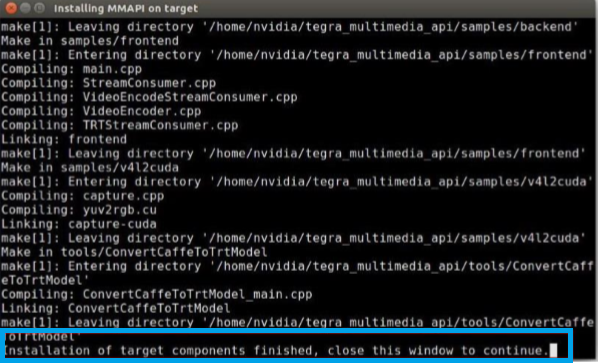 Installing MMAPI on target
make[1]: Leaving directory '/home/nvidia/tegra_multimedia_api/samples/backend'
Make in samples/frontend
make[1]: Entering directory '/home/nvidia/tegra_multimedia_api/samples/frontend'
Compiling: main.cpp
Compiling: StreamConsumer.cpp
Compiling: VideoEncodeStreamConsumer.cpp
Compiling: VideoEncoder.cpp
Compiling: TRTStreamConsumer.cpp
Linking: frontend
make[1]: Leaving directory '/home/nvidia/tegra_multimedia_api/samples/frontend'
Make in samples/v4l2cuda
make[1]: Entering directory '/home/nvidia/tegra_multimedia_api/samples/v4l2cuda'
Compiling: capture.cpp
Compiling: yuv2rgb.cu
Linking: capture-cuda
make[1]: Leaving directory '/home/nvidia/tegra_multimedia_api/samples/v4l2cuda'
Make in tools/ConvertCaffeToTrtModel
make[1]: Entering directory '/home/nvidia/tegra_multimedia_api/tools/ConvertCaff
eToTrtModel'
Compiling: ConvertCaffeToTrtModel_main.cpp
Linking: ConvertCaffeToTrtModel
make[1]: Leaving directory '/home/nvidia/tegra_multimedia_api/tools/ConvertCaffe
ToTrtModel'
Installation of target components finished, close this window to continue.